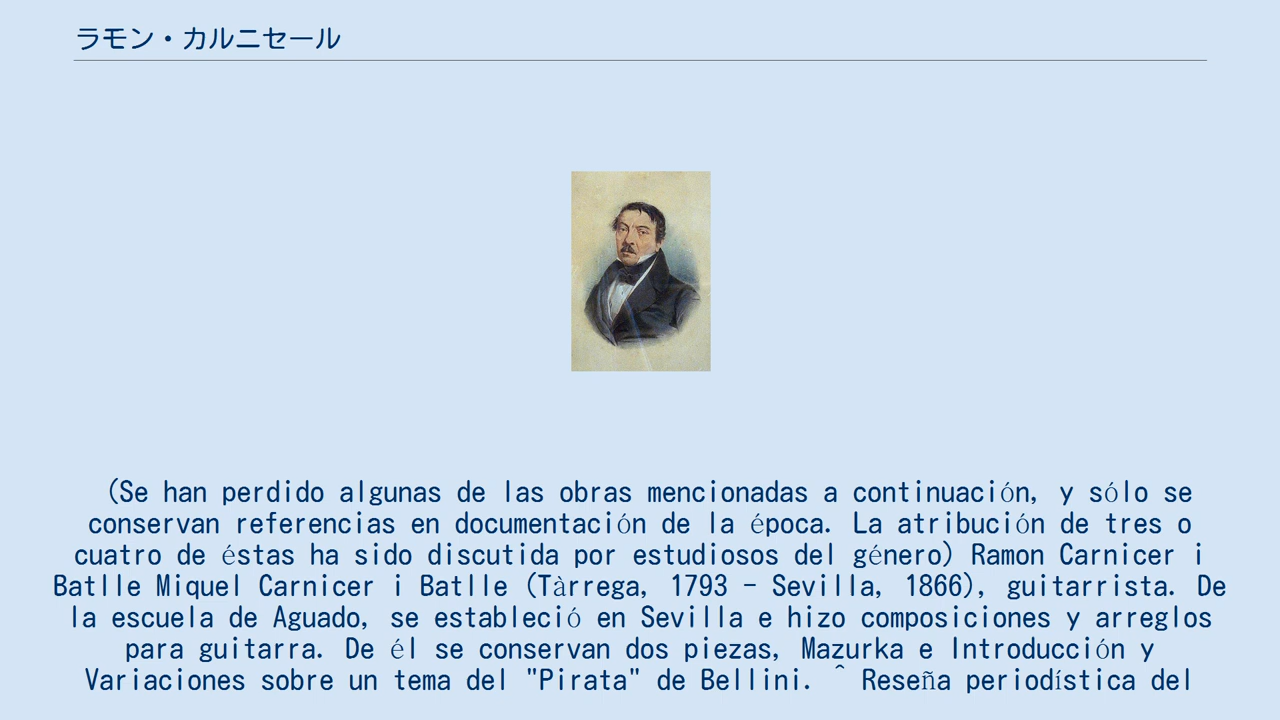 ラモン・カルニセール
(Se han perdido algunas de las obras mencionadas a continuación, y sólo se
conservan referencias en documentación de la época. La atribución de tres o
cuatro de éstas ha sido discutida por estudiosos del género) Ramon Carnicer i
Batlle Miquel Carnicer i Batlle (Tàrrega, 1793 - Sevilla, 1866), guitarrista. De
la escuela de Aguado, se estableció en Sevilla e hizo composiciones y arreglos
para guitarra. De él se conservan dos piezas, Mazurka e Introducción y
Variaciones sobre un tema del "Pirata" de Bellini. ^ Reseña periodística del